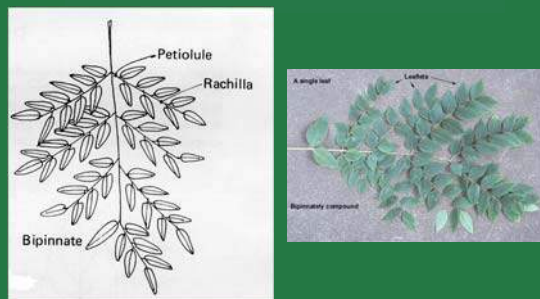 Petiolule
Rachilla
Bipinnate
A single leaf
Leaflets
Bipinnately compound